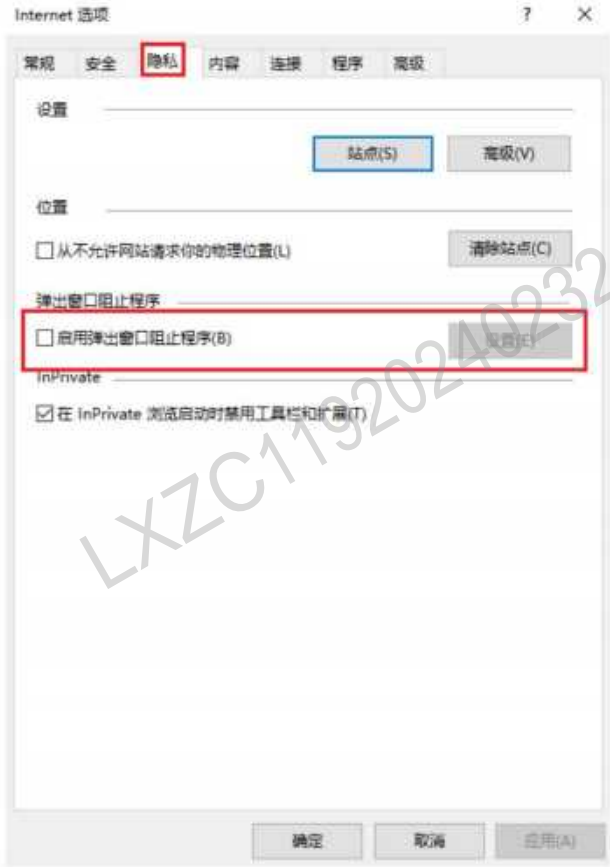 Internet 选项 ? ×
常规 安全 隐私 内容 连接 程序 高级
设置
站点(S) 高级(V)
位置
从不允许网站请求你的物理位置(L) 清除站点(C)
弹出窗口阻止程序
启用弹出窗口阻止程序(B) 设置(E)
InPrivate
在 InPrivate 浏览启动时禁用工具栏和扩展(T)
LXZC11920240232
确定 取消 应用(A)